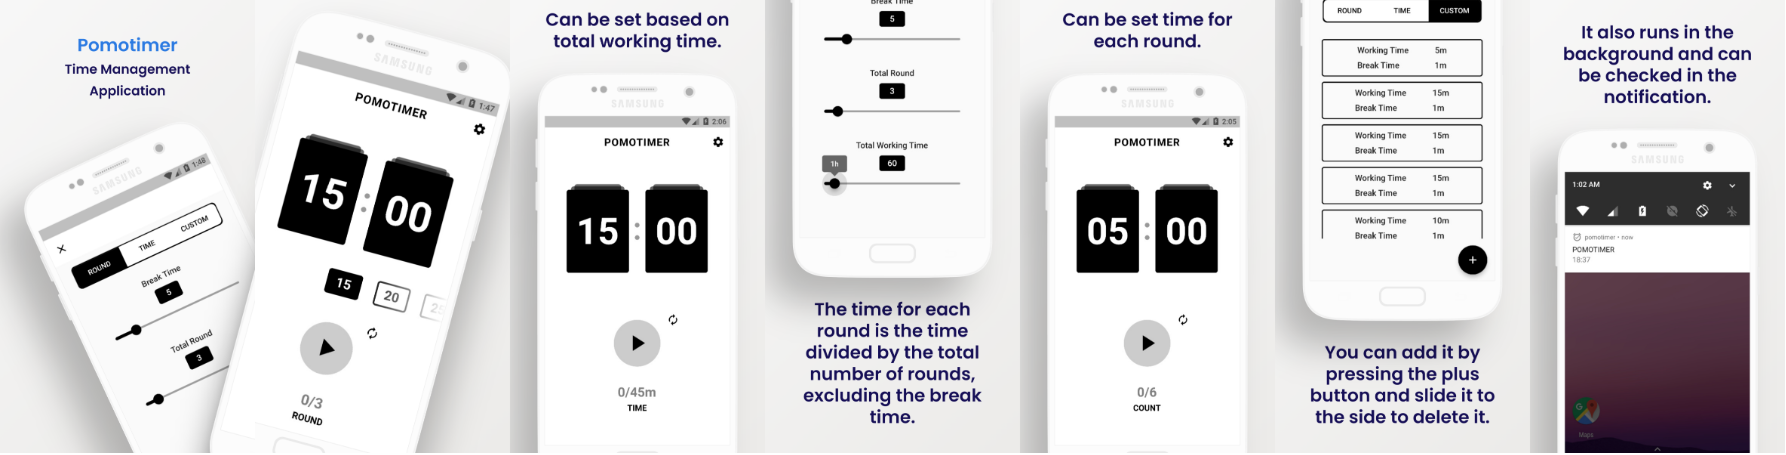 Pomotimer
Time Management
Application
SAMSUNG
1:48
ROUND
TIME
CUSTOM
Break Time
5
Total Round
3
SAMSUNG
1:47
POMOTIMER
15
:
00
15
20
25
0/3
ROUND
Can be set based on
total working time.
SAMSUNG
2:06
POMOTIMER
15 : 00
0/45m
TIME
Break Time
5
Total Round
3
Total Working Time
1h
60
The time for each
round is the time
divided by the total
number of rounds,
excluding the break
time.
Can be set time for
each round.
SAMSUNG
2:05
POMOTIMER
05 : 00
0/6
COUNT
ROUND TIME CUSTOM
Working Time 5m
Break Time 1m
Working Time 15m
Break Time 1m
Working Time 15m
Break Time 1m
Working Time 15m
Break Time 1m
Working Time 10m
Break Time 1m
+
You can add it by
pressing the plus
button and slide it to
the side to delete it.
It also runs in the
background and can
be checked in the
notification.
SAMSUNG
1:02 AM
pomotimer • now
POMOTIMER
18:37
Maps